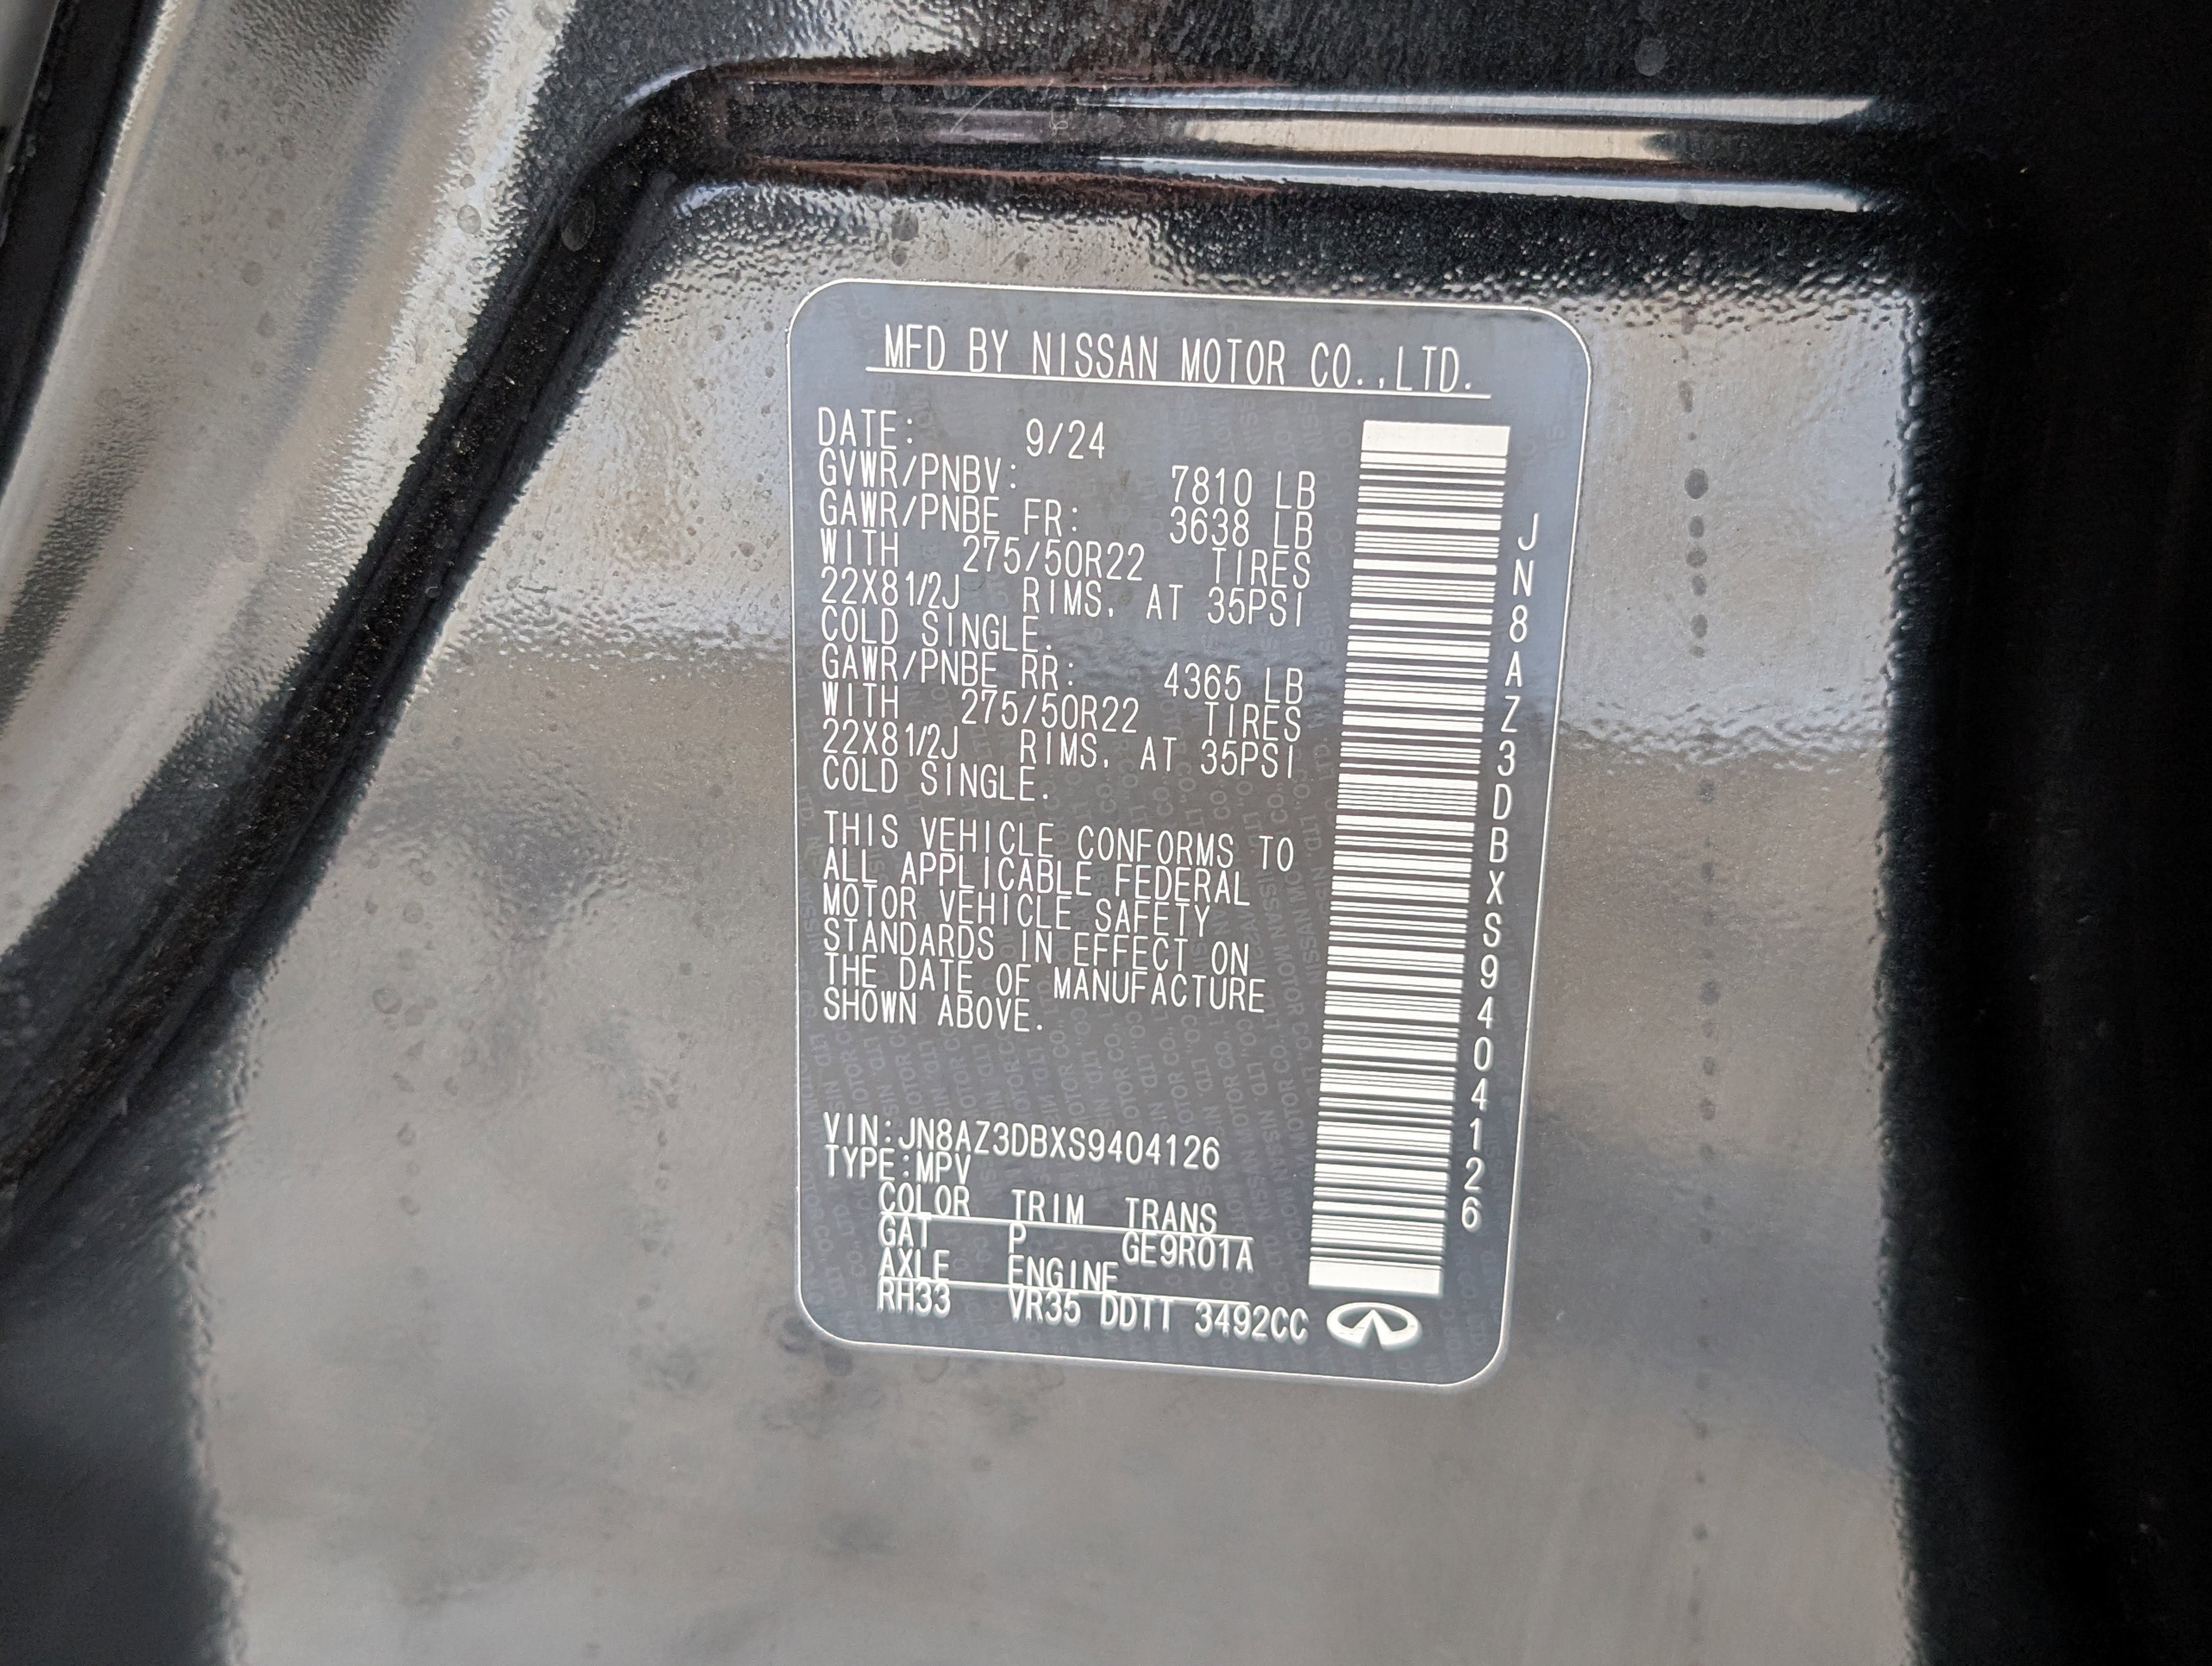 MFD BY NISSAN MOTOR CO.,LTD.
DATE: 9/24
GVWR/PNBV: 7810 LB
GAWR/PNBE FR: 3638 LB
WITH 275/50R22 TIRES
22X81/2J RIMS, AT 35PSI
COLD SINGLE.
GAWR/PNBE RR: 4365 LB
WITH 275/50R22 TIRES
22X81/2J RIMS, AT 35PSI
COLD SINGLE.
THIS VEHICLE CONFORMS TO
ALL APPLICABLE FEDERAL
MOTOR VEHICLE SAFETY
STANDARDS IN EFFECT ON
THE DATE OF MANUFACTURE
SHOWN ABOVE.
VIN:JN8AZ3DBXS9404126
TYPE:MPV
COLOR TRIM TRANS
GAT P GE9R01A
AXLE ENGINE
RH33 VR35 DDTT 3492CC
JN8AZ3DBXS9404126